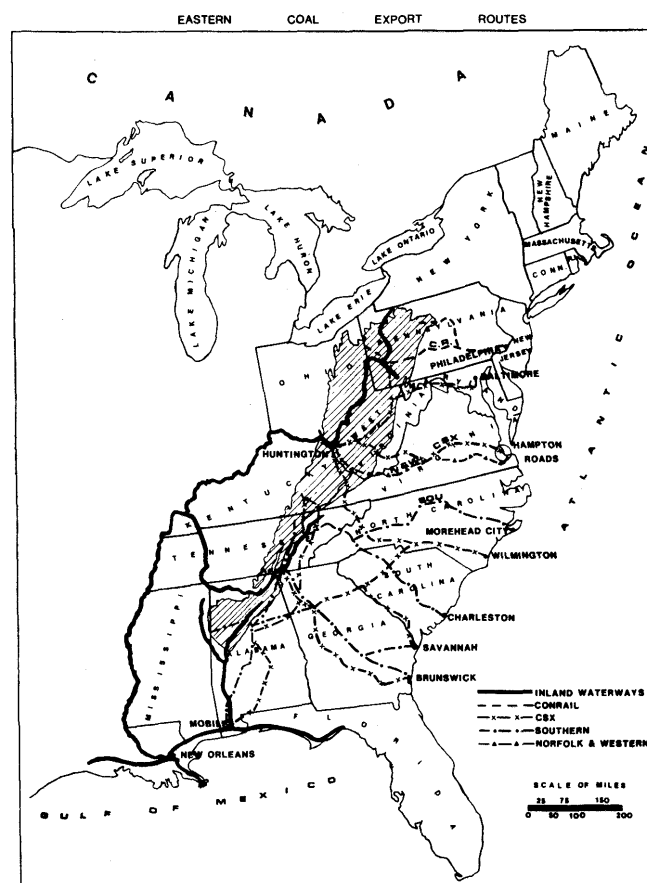 EASTERN COAL EXPORT ROUTES
CANADA
LAKE SUPERIOR
LAKE MICHIGAN
LAKE HURON
LAKE ONTARIO
LAKE ERIE
MAINE
NEW HAMPSHIRE
MASSACHUSETTS
CONN.
R.I.
NEW YORK
ATLANTIC OCEAN
PENNSYLVANIA
C.R.
PHILADELPHIA
NEW JERSEY
BALTIMORE
OHIO
WEST
HUNTINGTON
CSX
N&W
HAMPTON ROADS
VIRGINIA
KENTUCKY
SOU
NORTH CAROLINA
MOREHEAD CITY
TENNESSEE
WILMINGTON
SOUTH CAROLINA
CHARLESTON
MISSISSIPPI
ALABAMA
GEORGIA
SAVANNAH
BRUNSWICK
MOBILE
FLORIDA
NEW ORLEANS
GULF OF MEXICO
INLAND WATERWAYS
CONRAIL
CSX
SOUTHERN
NORFOLK & WESTERN
SCALE OF MILES
25 75 150
0 50 100 200